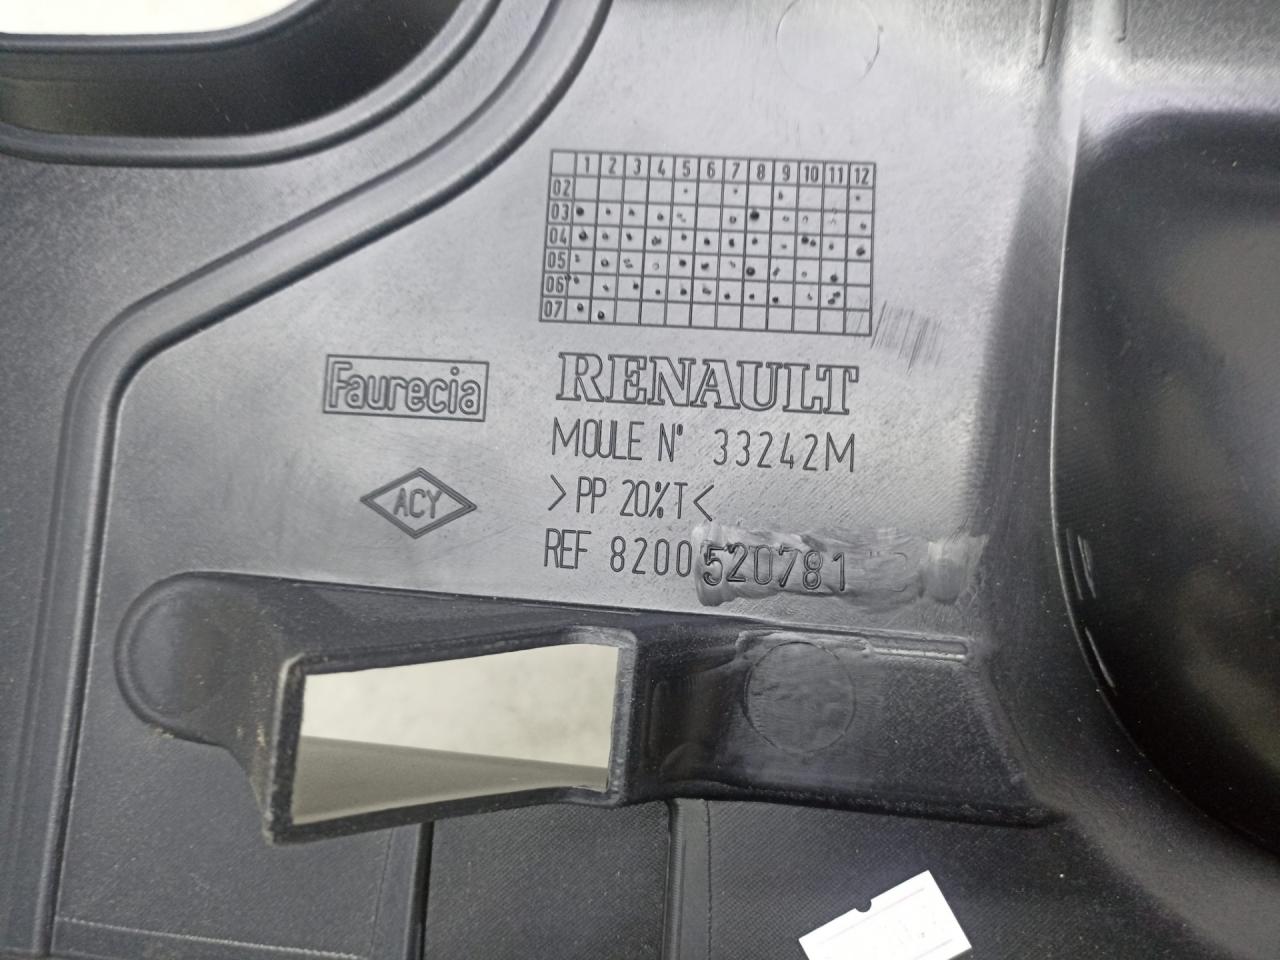 1 2 3 4 5 6 7 8 9 10 11 12
02
03
04
05
06
07
RENAULT
Faurecia
MOULE N° 33242M
ACY
>PP 20%T<
REF 8200520781